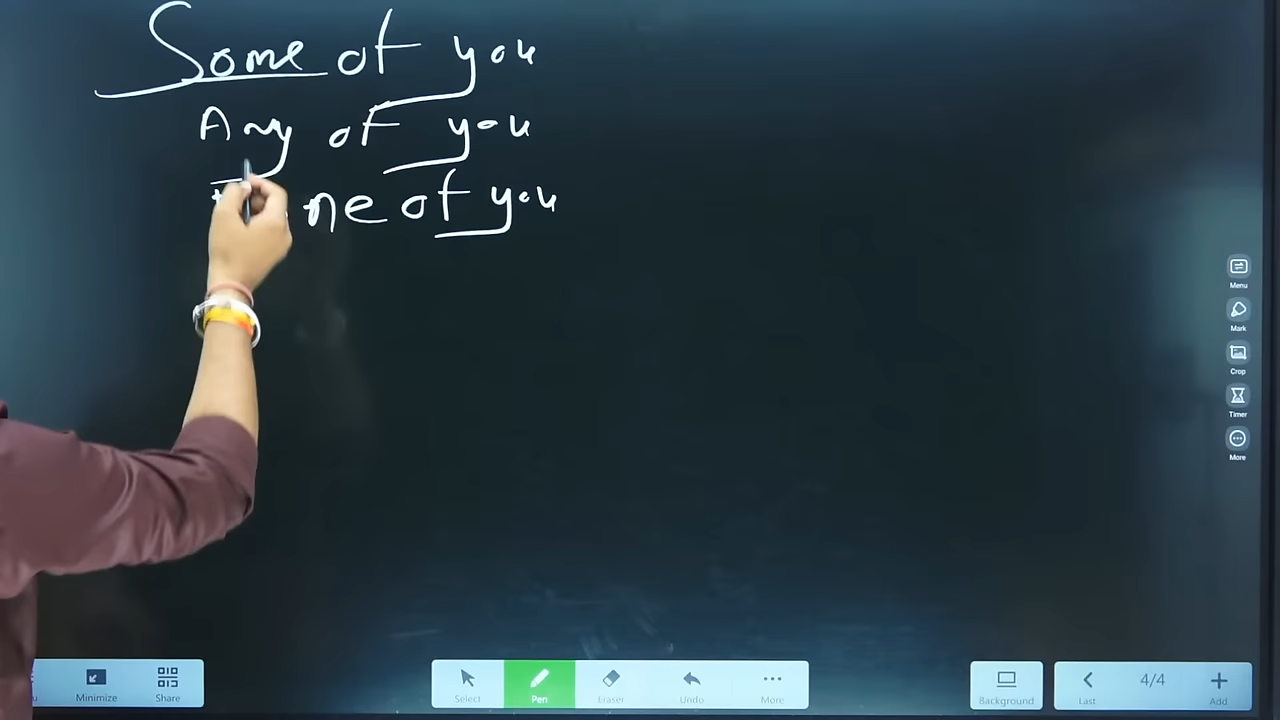 Some of you
Any of you
of you
Menu
Mark
Crop
Timer
More
Minimize
Share
Select
Pen
Eraser
Undo
More
Background
Last
4/4
Add